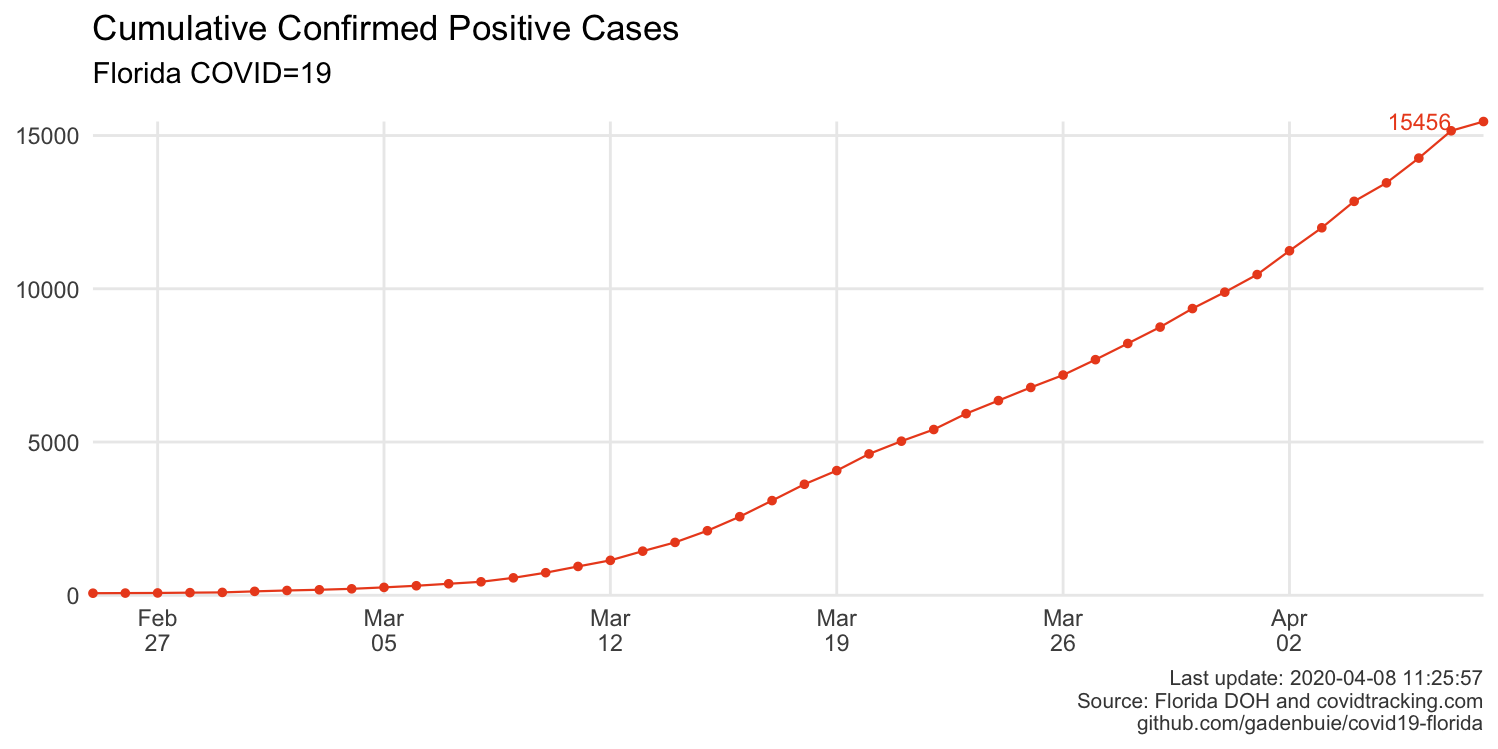 Cumulative Confirmed Positive Cases
Florida COVID=19
15456
15000
10000
5000
0
Feb Mar Mar Mar Mar Apr
27 05 12 19 26 02
Last update: 2020-04-08 11:25:57
Source: Florida DOH and covidtracking.com
github.com/gadenbuie/covid19-florida